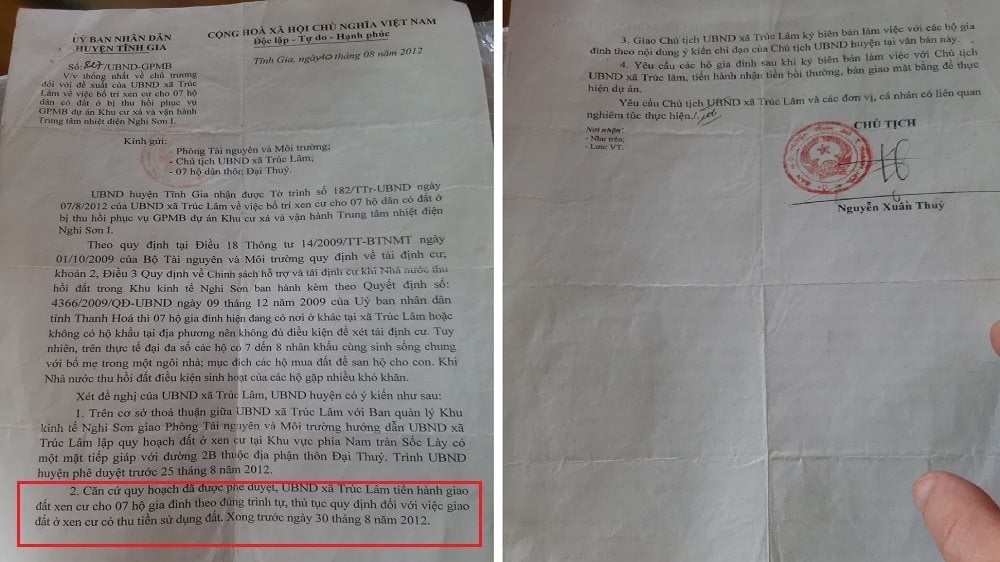 ỦY BAN NHÂN DÂN
HUYỆN TĨNH GIA
CỘNG HOÀ XÃ HỘI CHỦ NGHĨA VIỆT NAM
Độc lập - Tự do - Hạnh phúc
Số: /UBND-GPMB
Tĩnh Gia, ngày 10 tháng 08 năm 2012
V/v thống nhất về chủ trương
đối với đề xuất của UBND xã Trúc
Lâm về việc bố trí xen cư cho 07 hộ
dân có đất ở bị thu hồi phục vụ
GPMB dự án Khu cư xá và vận hành
Trung tâm nhiệt điện Nghi Sơn I.
Kính gửi:
- Phòng Tài nguyên và Môi trường;
- Chủ tịch UBND xã Trúc Lâm;
- 07 hộ dân thôn Đại Thuỷ.
UBND huyện Tĩnh Gia nhận được Tờ trình số 182/TTr-UBND ngày
07/8/2012 của UBND xã Trúc Lâm về việc bố trí xen cư cho 07 hộ dân có đất ở
bị thu hồi phục vụ GPMB dự án Khu cư xá và vận hành Trung tâm nhiệt điện
Nghi Sơn I.
Theo quy định tại Điều 18 Thông tư 14/2009/TT-BTNMT ngày
01/10/2009 của Bộ Tài nguyên và Môi trường quy định về tái định cư;
khoản 2, Điều 3 Quy định về Chính sách hỗ trợ và tái định cư khi Nhà nước thu
hồi đất trong Khu kinh tế Nghi Sơn ban hành kèm theo Quyết định số:
4366/2009/QĐ-UBND ngày 09 tháng 12 năm 2009 của Uỷ ban nhân dân
tỉnh Thanh Hoá thì 07 hộ gia đình hiện đang có nơi ở khác tại xã Trúc Lâm hoặc
không có hộ khẩu tại địa phương nên không đủ điều kiện để xét tái định cư. Tuy
nhiên, trên thực tế đại đa số các hộ có 7 đến 8 nhân khẩu cùng sinh sống chung
với bố mẹ trong một ngôi nhà; mục đích các hộ mua đất để san hộ cho con. Khi
Nhà nước thu hồi đất điều kiện sinh hoạt của các hộ gặp nhiều khó khăn.
Xét đề nghị của UBND xã Trúc Lâm, UBND huyện có ý kiến như sau:
1. Trên cơ sở thoả thuận giữa UBND xã Trúc Lâm với Ban quản lý Khu
kinh tế Nghi Sơn giao Phòng Tài nguyên và Môi trường hướng dẫn UBND xã
Trúc Lâm lập quy hoạch đất ở xen cư tại Khu vực phía Nam tràn Sốc Lày có
một mặt tiếp giáp với đường 2B thuộc địa phận thôn Đại Thuỷ. Trình UBND
huyện phê duyệt trước 25 tháng 8 năm 2012.
2. Căn cứ quy hoạch đã được phê duyệt, UBND xã Trúc Lâm tiến hành giao
đất xen cư cho 07 hộ gia đình theo đúng trình tự, thủ tục quy định đối với việc giao
đất ở xen cư có thu tiền sử dụng đất. Xong trước ngày 30 tháng 8 năm 2012.
3. Giao Chủ tịch UBND xã Trúc Lâm ký biên bản làm việc với các hộ gia
đình theo nội dung ý kiến chỉ đạo của Chủ tịch UBND huyện tại văn bản này.
4. Yêu cầu các hộ gia đình sau khi ký biên bản làm việc với Chủ tịch
UBND xã Trúc lâm, tiến hành nhận tiền bồi thường, bàn giao mặt bằng để thực
hiện dự án.
Yêu cầu Chủ tịch UBND xã Trúc Lâm và các đơn vị, cá nhân có liên quan
nghiêm túc thực hiện./.
Nơi nhận:
- Như trên;
- Lưu: VT.
CHỦ TỊCH
Nguyễn Xuân Thuỷ